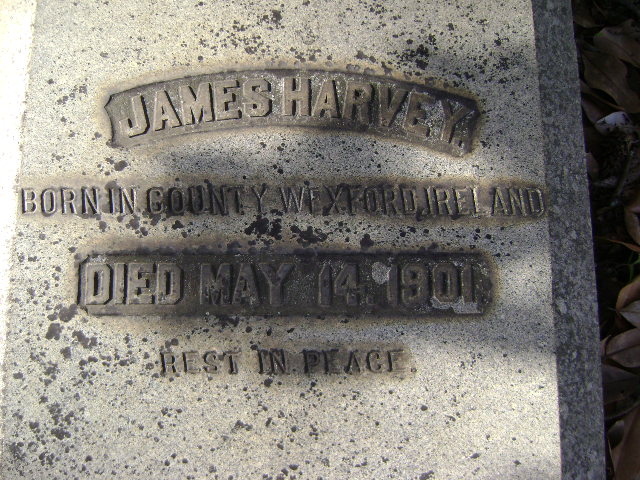 JAMES HARVEY.
BORN IN COUNTY WEXFORD, IRELAND
DIED MAY 14. 1901.
REST IN PEACE.